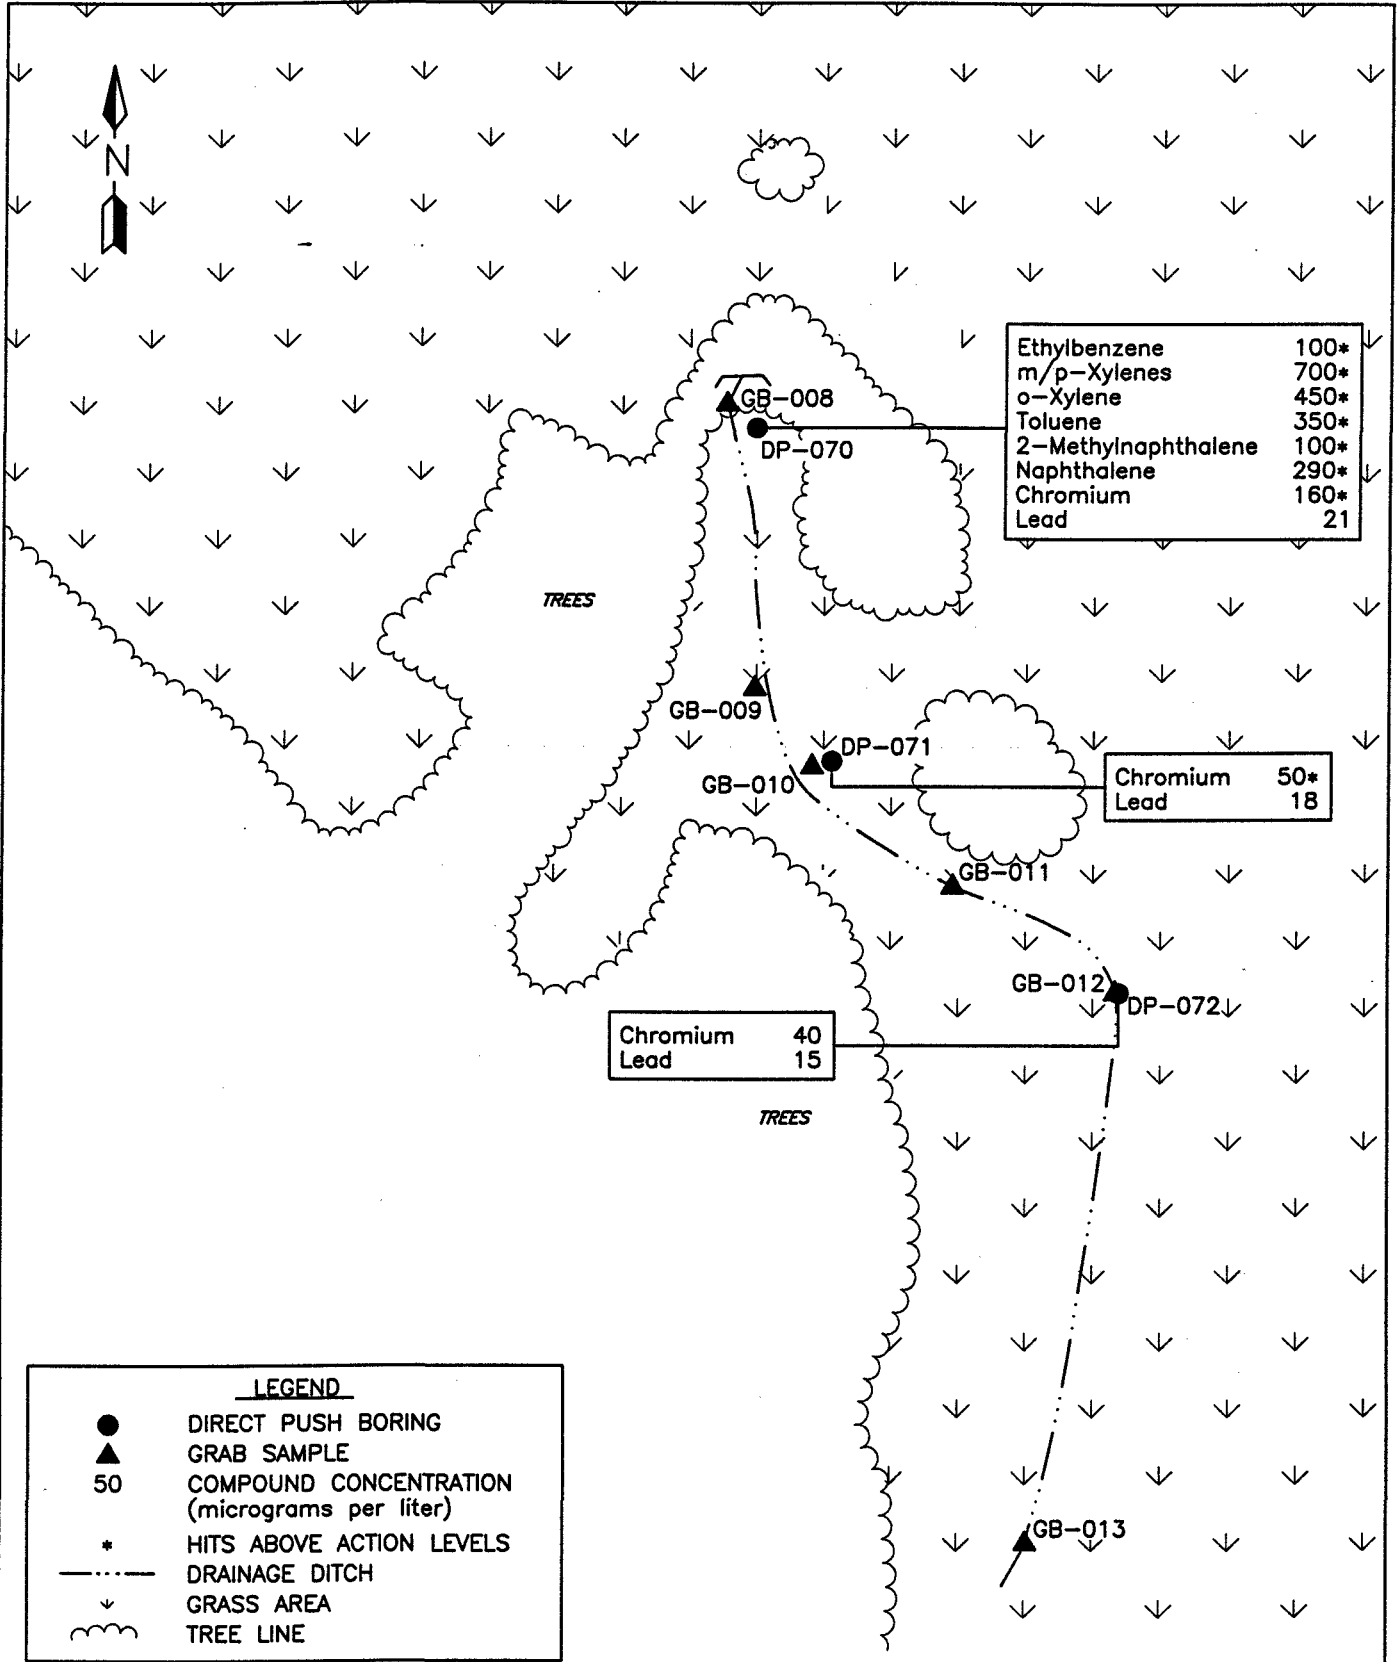 N
Ethylbenzene 100*
m/p-Xylenes 700*
o-Xylene 450*
Toluene 350*
2-Methylnaphthalene 100*
Naphthalene 290*
Chromium 160*
Lead 21
GB-008
DP-070
TREES
GB-009
DP-071
GB-010
Chromium 50*
Lead 18
GB-011
GB-012
DP-072
Chromium 40
Lead 15
TREES
GB-013
LEGEND
DIRECT PUSH BORING
GRAB SAMPLE
50 COMPOUND CONCENTRATION
(micrograms per liter)
* HITS ABOVE ACTION LEVELS
DRAINAGE DITCH
GRASS AREA
TREE LINE